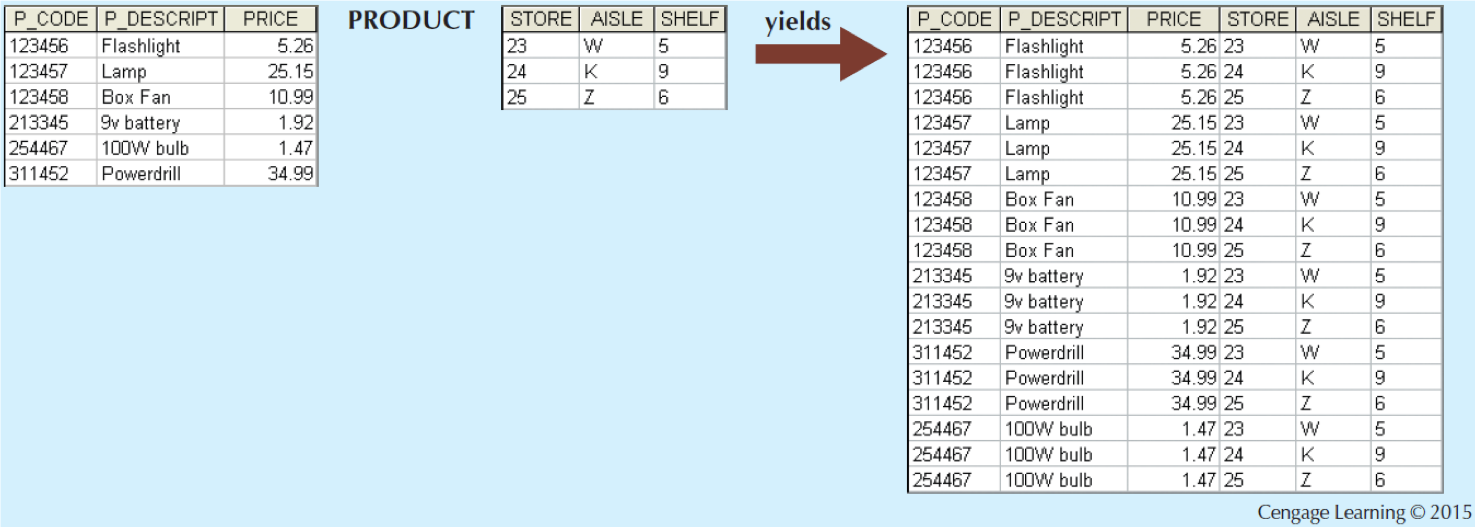 P_CODE P_DESCRIPT PRICE
123456 Flashlight 5.26
123457 Lamp 25.15
123458 Box Fan 10.99
213345 9v battery 1.92
254467 100W bulb 1.47
311452 Powerdrill 34.99
PRODUCT
STORE AISLE SHELF
23 W 5
24 K 9
25 Z 6
yields
P_CODE P_DESCRIPT PRICE STORE AISLE SHELF
123456 Flashlight 5.26 23 W 5
123456 Flashlight 5.26 24 K 9
123456 Flashlight 5.26 25 Z 6
123457 Lamp 25.15 23 W 5
123457 Lamp 25.15 24 K 9
123457 Lamp 25.15 25 Z 6
123458 Box Fan 10.99 23 W 5
123458 Box Fan 10.99 24 K 9
123458 Box Fan 10.99 25 Z 6
213345 9v battery 1.92 23 W 5
213345 9v battery 1.92 24 K 9
213345 9v battery 1.92 25 Z 6
311452 Powerdrill 34.99 23 W 5
311452 Powerdrill 34.99 24 K 9
311452 Powerdrill 34.99 25 Z 6
254467 100W bulb 1.47 23 W 5
254467 100W bulb 1.47 24 K 9
254467 100W bulb 1.47 25 Z 6
Cengage Learning © 2015